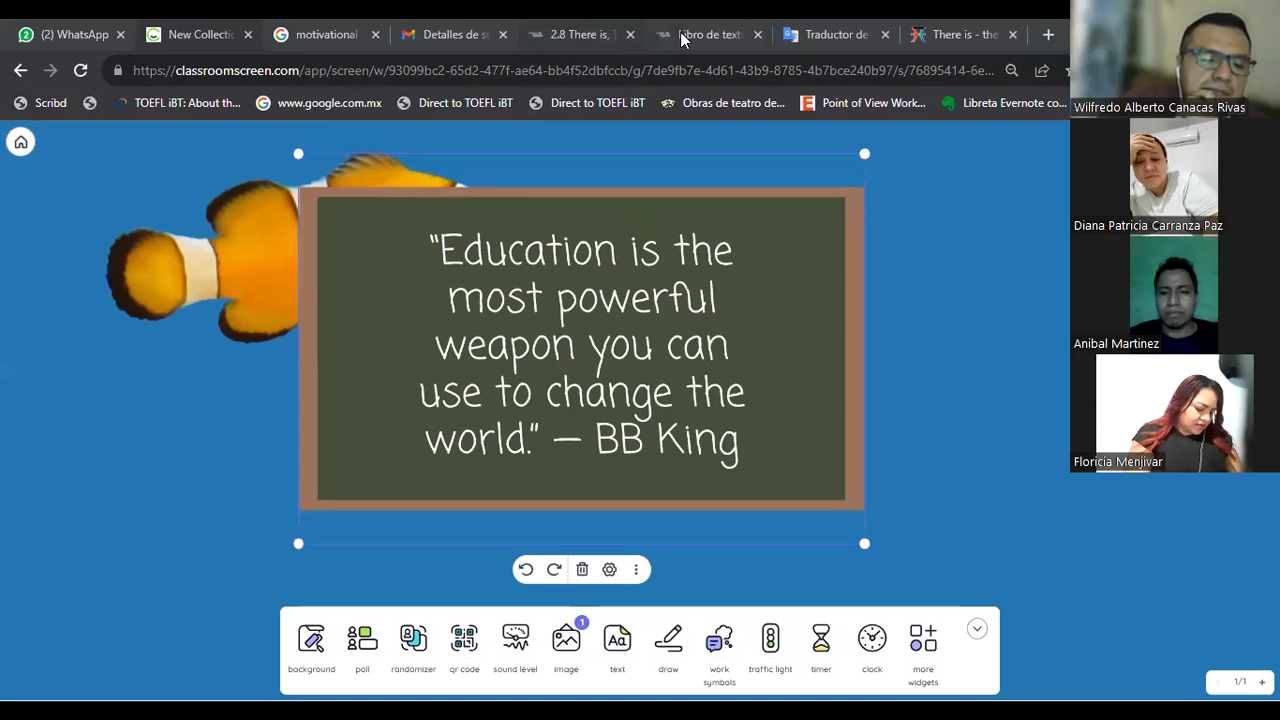 (2) WhatsApp
New Collecti
motivational
Detalles de su
2.8 There is,
Libro de text
Traductor de
There is - the
https://classroomscreen.com/app/screen/w/93099bc2-65d2-477f-ae64-bb4f52dbfccb/g/7de9fb7e-4d61-43b9-8785-4b7bce240b97/s/76895414-6e...
Scribd
TOEFL iBT: About th...
www.google.com.mx
Direct to TOEFL iBT
Direct to TOEFL iBT
Obras de teatro de...
Point of View Work...
Libreta Evernote co...
"Education is the
most powerful
weapon you can
use to change the
world." – BB King
1
background
poll
randomizer
qr code
sound level
image
text
draw
work
symbols
traffic light
timer
clock
more
widgets
1/1
Wilfredo Alberto Canacas Rivas
Diana Patricia Carranza Paz
Anibal Martinez
Floricia Menjivar